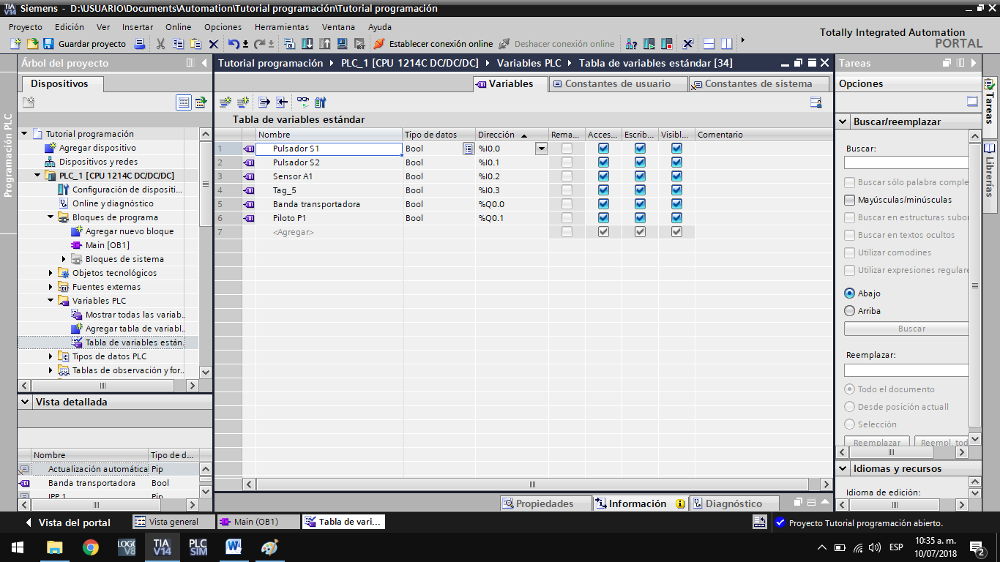 TIA V14 Siemens - D:\USUARIO\Documents\Automation\Tutorial programación\Tutorial programación
Proyecto Edición Ver Insertar Online Opciones Herramientas Ventana Ayuda
Totally Integrated Automation
PORTAL
Guardar proyecto Establecer conexión online Deshacer conexión online
Árbol del proyecto
Dispositivos
Programación PLC
Tutorial programación
Agregar dispositivo
Dispositivos y redes
PLC_1 [CPU 1214C DC/DC/DC]
Configuración de dispositi...
Online y diagnóstico
Bloques de programa
Agregar nuevo bloque
Main [OB1]
Bloques de sistema
Objetos tecnológicos
Fuentes externas
Variables PLC
Mostrar todas las variab..
Agregar tabla de variabl..
Tabla de variables están.
Tipos de datos PLC
Tablas de observación y for..
Vista detallada
Nombre Tipo de d...
Actualización automática Pip
Banda transportadora Bool
IPP 1 Pip
Tutorial programación PLC_1 [CPU 1214C DC/DC/DC] Variables PLC Tabla de variables estándar [34]
Variables Constantes de usuario Constantes de sistema
Tabla de variables estándar
Nombre Tipo de datos Dirección Rema... Acces... Escrib... Visibl... Comentario
1 Pulsador S1 Bool %I0.0
2 Pulsador S2 Bool %I0.1
3 Sensor A1 Bool %I0.2
4 Tag_5 Bool %I0.3
5 Banda transportadora Bool %Q0.0
6 Piloto P1 Bool %Q0.1
7 <Agregar>
Propiedades Información Diagnóstico
Tareas
Opciones
Buscar/reemplazar
Buscar:
Buscar sólo palabra comple
Mayúsculas/minúsculas
Buscar en estructuras subor
Buscar en textos ocultos
Utilizar comodines
Utilizar expresiones regulare
Abajo
Arriba
Buscar
Reemplazar:
Todo el documento
Desde posición actuall
Selección
Reemplazar Reempl. tod
Idiomas y recursos
Idioma de edición:
Tareas
Librerías
Vista del portal Vista general Main (OB1) Tabla de vari... Proyecto Tutorial programación abierto.
LOGO V8 TIA V14 PLC SIM ESP 10:35 a. m.
10/07/2018 2